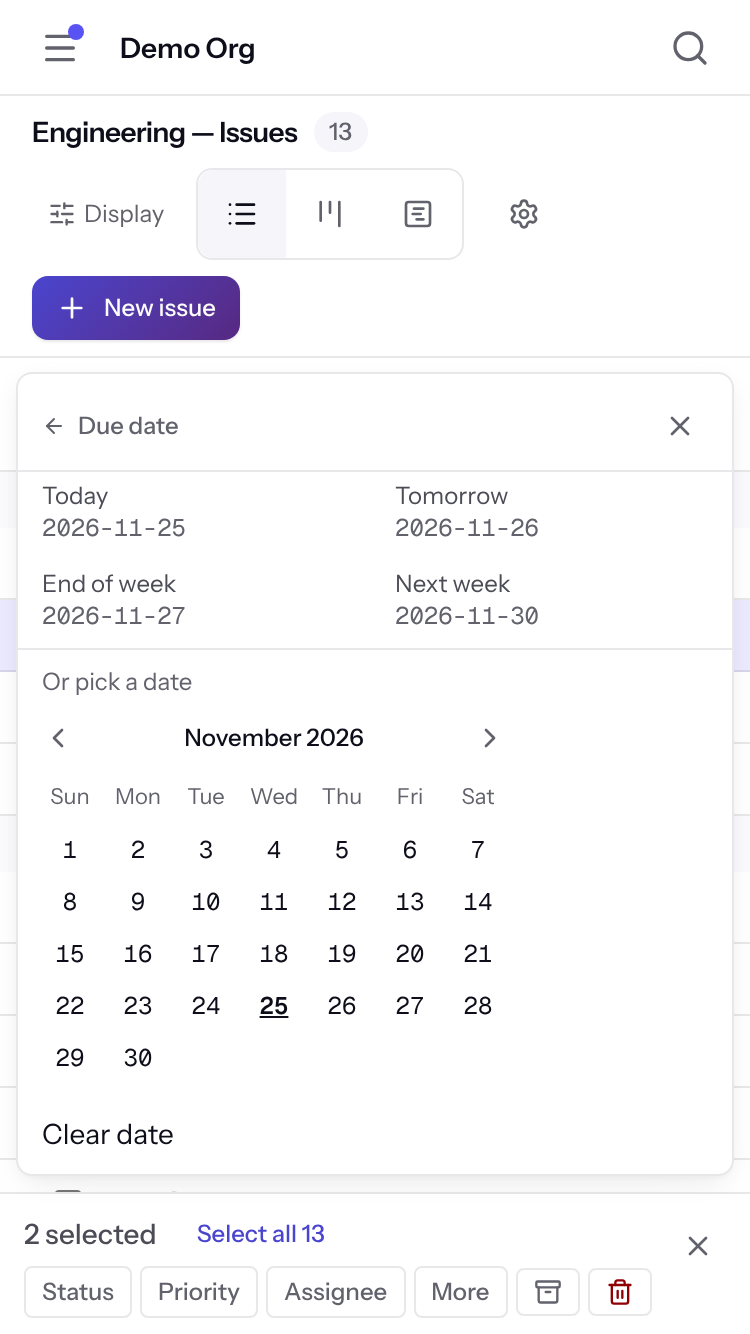 Demo Org
Engineering — Issues 13
Display
New issue
Due date
Today
2026-11-25
Tomorrow
2026-11-26
End of week
2026-11-27
Next week
2026-11-30
Or pick a date
November 2026
Sun Mon Tue Wed Thu Fri Sat
1 2 3 4 5 6 7
8 9 10 11 12 13 14
15 16 17 18 19 20 21
22 23 24 25 26 27 28
29 30
Clear date
2 selected Select all 13
Status Priority Assignee More